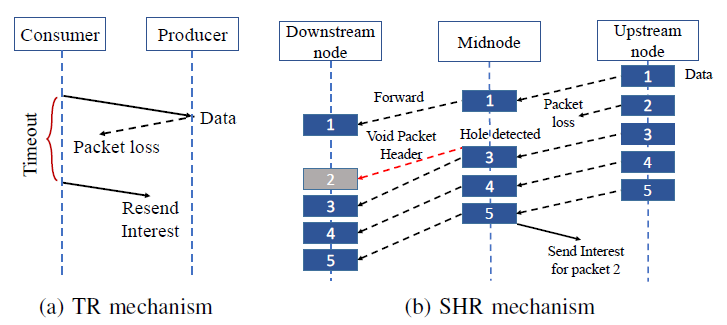 Consumer
Producer
Data
Packet loss
Timeout
Resend
Interest
(a) TR mechanism
Downstream
node
Midnode
Upstream
node
1
Data
2
3
4
5
Packet
loss
1
Hole detected
3
4
5
Forward
Void Packet
Header
1
2
3
4
5
Send Interest
for packet 2
(b) SHR mechanism